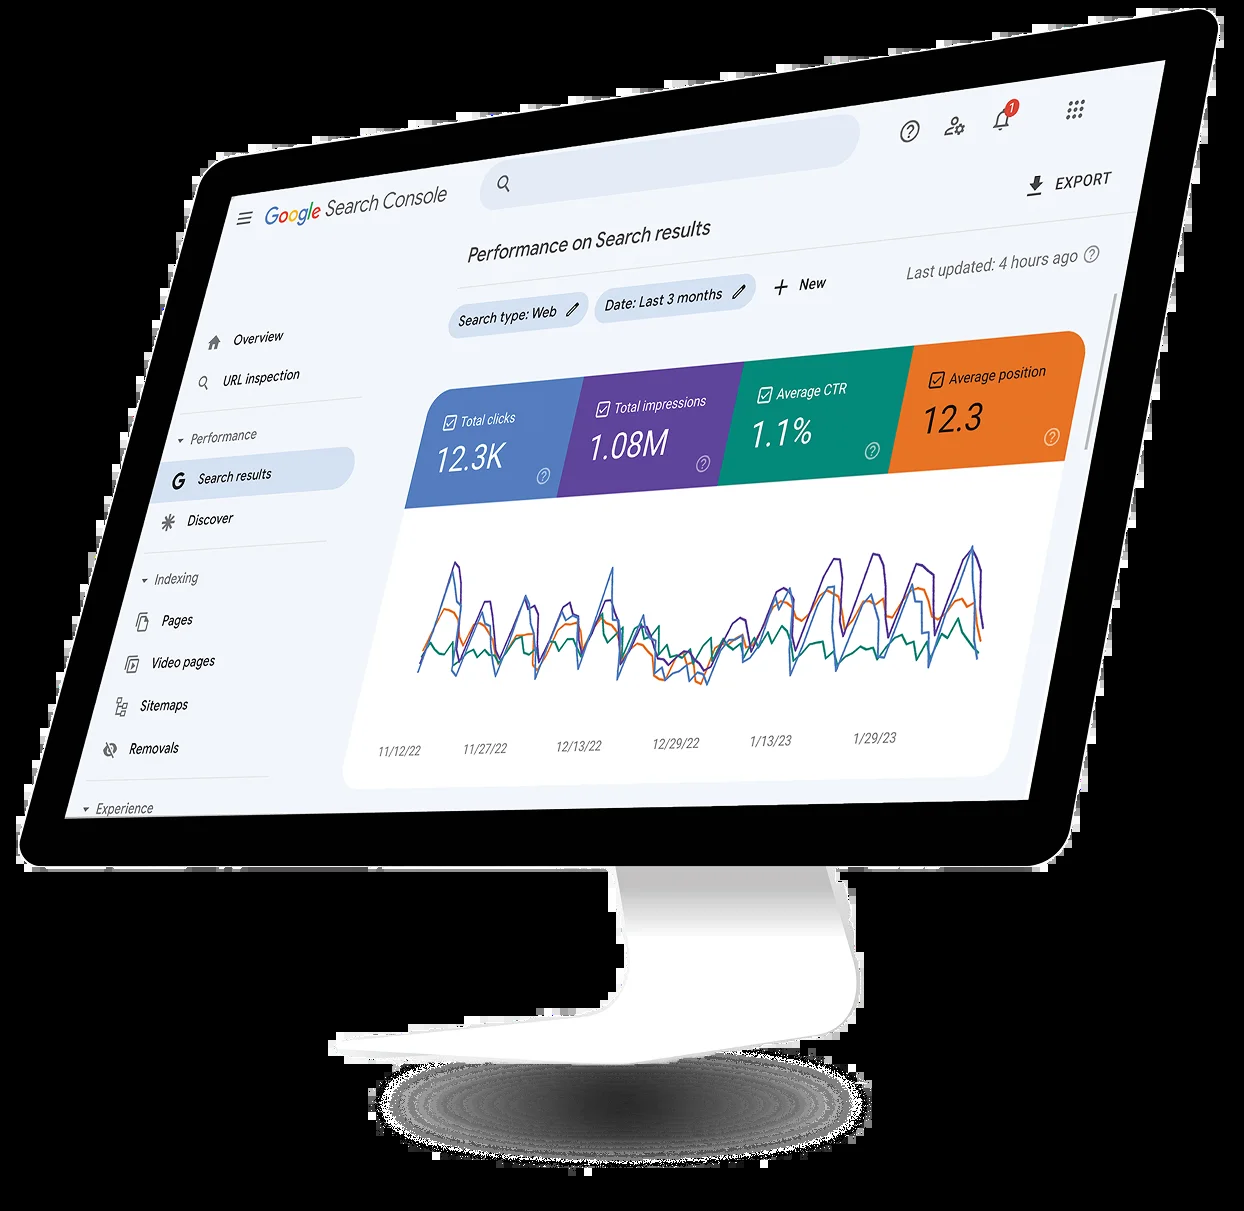 Google Search Console
1
EXPORT
Performance on Search results
Search type: Web
Date: Last 3 months
+ New
Last updated: 4 hours ago
Overview
URL inspection
Performance
Search results
Discover
Indexing
Pages
Video pages
Sitemaps
Removals
Experience
Total clicks
12.3K
Total impressions
1.08M
Average CTR
1.1%
Average position
12.3
11/12/22
11/27/22
12/13/22
12/29/22
1/13/23
1/29/23